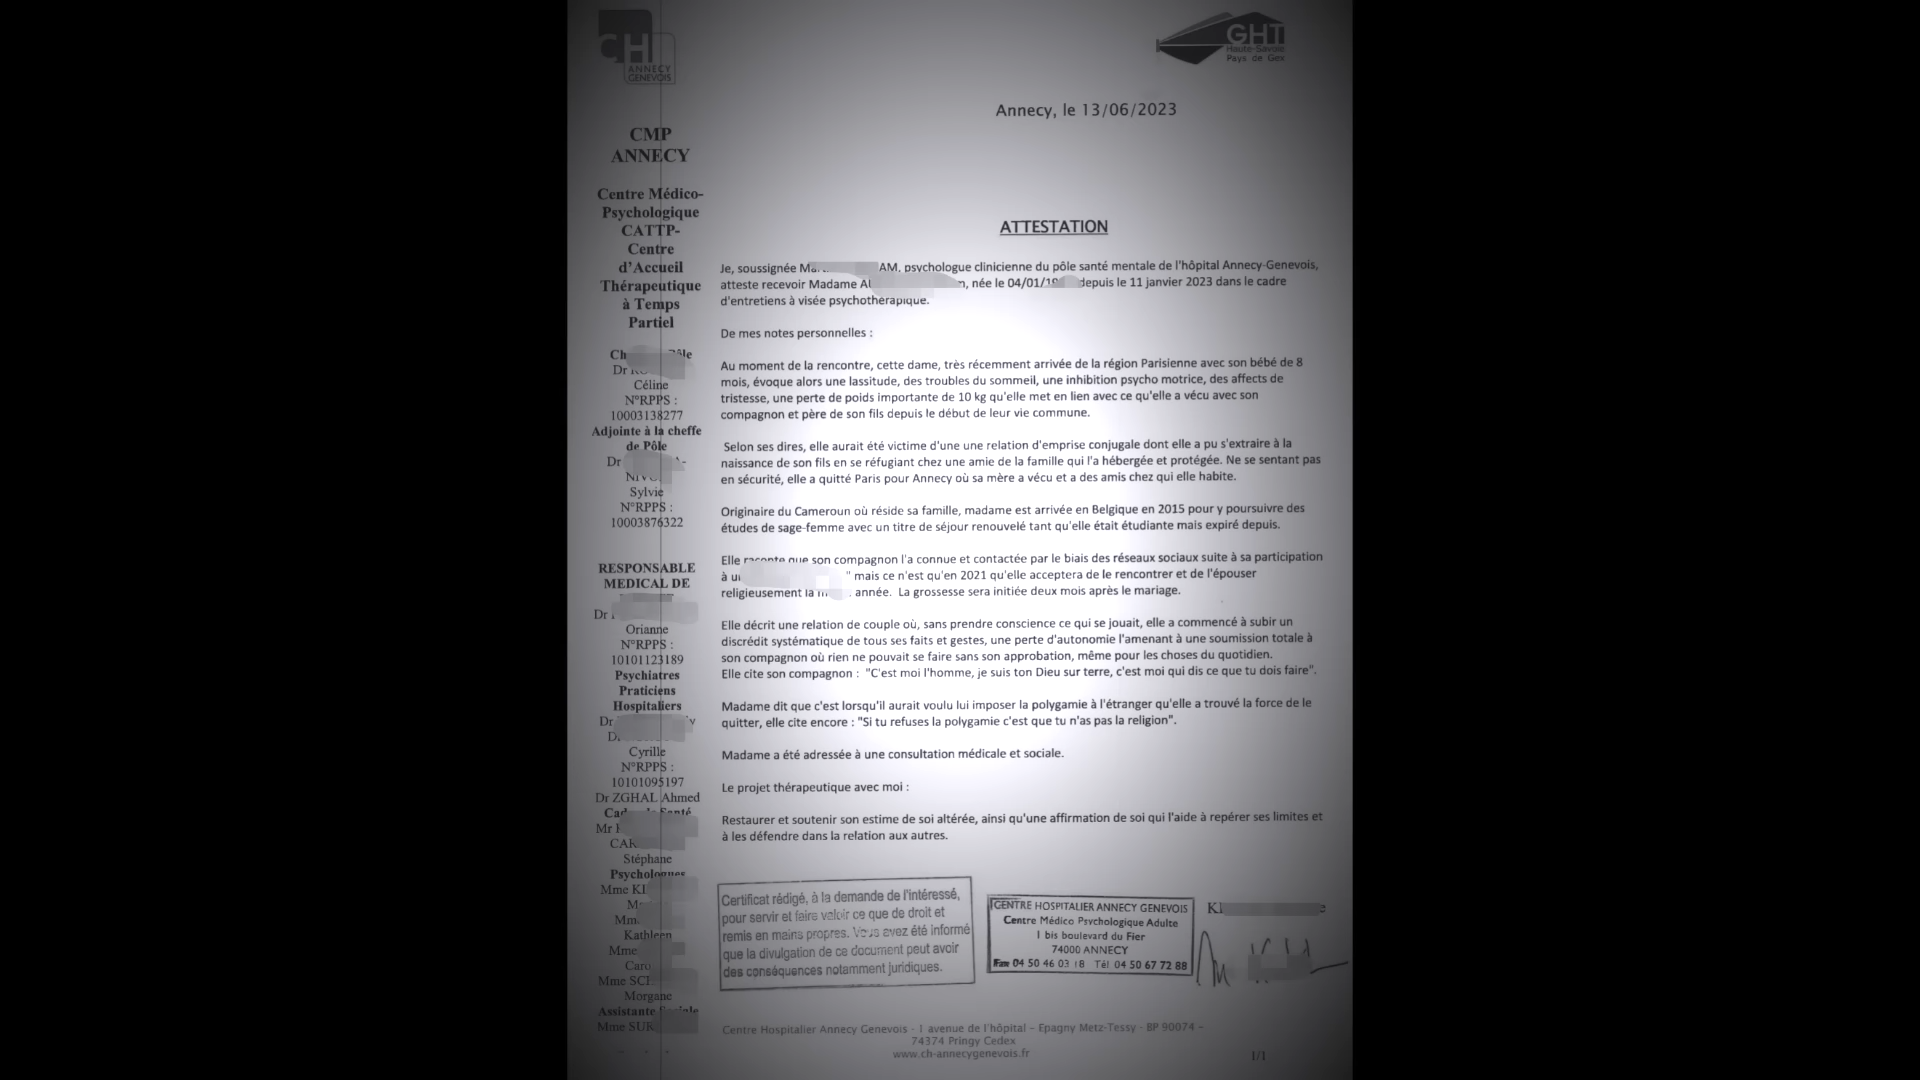 CH
ANNECY
GENEVOIS
GHT
Haute-Savoie
Pays de Gex
Annecy, le 13/06/2023
CMP
ANNECY
Centre Médico-
Psychologique
CATTP-
Centre
d'Accueil
Thérapeutique
à Temps
Partiel
Dr
Céline
N°RPPS :
10003138277
Adjointe à la cheffe
de Pôle
Dr
Sylvie
N°RPPS :
10003876322
RESPONSABLE
MEDICAL DE
Dr
Orianne
N°RPPS :
10101123189
Psychiatres
Praticiens
Hospitaliers
Dr
Cyrille
N°RPPS :
10101095197
Dr ZGHAL Ahmed
Mr
Stéphane
Psychologues
Mme
Kathleen
Mme
Mme
Morgane
Assistante
Mme
ATTESTATION
Je, soussignée AM, psychologue clinicienne du pôle santé mentale de l'hôpital Annecy-Genevois,
atteste recevoir Madame née le 04/01/ depuis le 11 janvier 2023 dans le cadre
d'entretiens à visée psychothérapique.
De mes notes personnelles :
Au moment de la rencontre, cette dame, très récemment arrivée de la région Parisienne avec son bébé de 8
mois, évoque alors une lassitude, des troubles du sommeil, une inhibition psycho motrice, des affects de
tristesse, une perte de poids importante de 10 kg qu'elle met en lien avec ce qu'elle a vécu avec son
compagnon et père de son fils depuis le début de leur vie commune.
Selon ses dires, elle aurait été victime d'une une relation d'emprise conjugale dont elle a pu s'extraire à la
naissance de son fils en se réfugiant chez une amie de la famille qui l'a hébergée et protégée. Ne se sentant pas
en sécurité, elle a quitté Paris pour Annecy où sa mère a vécu et a des amis chez qui elle habite.
Originaire du Cameroun où réside sa famille, madame est arrivée en Belgique en 2015 pour y poursuivre des
études de sage-femme avec un titre de séjour renouvelé tant qu'elle était étudiante mais expiré depuis.
Elle raconte que son compagnon l'a connue et contactée par le biais des réseaux sociaux suite à sa participation
à " mais ce n'est qu'en 2021 qu'elle acceptera de le rencontrer et de l'épouser
religieusement la année. La grossesse sera initiée deux mois après le mariage.
Elle décrit une relation de couple où, sans prendre conscience ce qui se jouait, elle a commencé à subir un
discrédit systématique de tous ses faits et gestes, une perte d'autonomie l'amenant à une soumission totale à
son compagnon où rien ne pouvait se faire sans son approbation, même pour les choses du quotidien.
Elle cite son compagnon : "C'est moi l'homme, je suis ton Dieu sur terre, c'est moi qui dis ce que tu dois faire".
Madame dit que c'est lorsqu'il aurait voulu lui imposer la polygamie à l'étranger qu'elle a trouvé la force de le
quitter, elle cite encore : "Si tu refuses la polygamie c'est que tu n'as pas la religion".
Madame a été adressée à une consultation médicale et sociale.
Le projet thérapeutique avec moi :
Restaurer et soutenir son estime de soi altérée, ainsi qu'une affirmation de soi qui l'aide à repérer ses limites et
à les défendre dans la relation aux autres.
Certificat rédigé, à la demande de l'intéressé,
pour servir et faire valoir ce que de droit et
remis en mains propres. Vous avez été informé
que la divulgation de ce document peut avoir
des conséquences notamment juridiques.
CENTRE HOSPITALIER ANNECY GENEVOIS
Centre Médico Psychologique Adulte
1 bis boulevard du Fier
74000 ANNECY
Fax 04 50 46 03 18 Tél 04 50 67 72 88
Centre Hospitalier Annecy Genevois - 1 avenue de l'hôpital – Epagny Metz-Tessy - BP 90074 –
74374 Pringy Cedex
www.ch-annecygenevois.fr
1/1